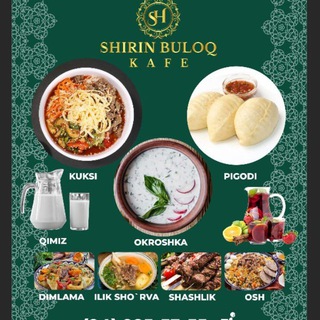 SH
SHIRIN BULOQ
KAFE
KUKSI
PIGODI
QIMIZ
OKROSHKA
DIMLAMA
ILIK SHO`RVA
SHASHLIK
OSH